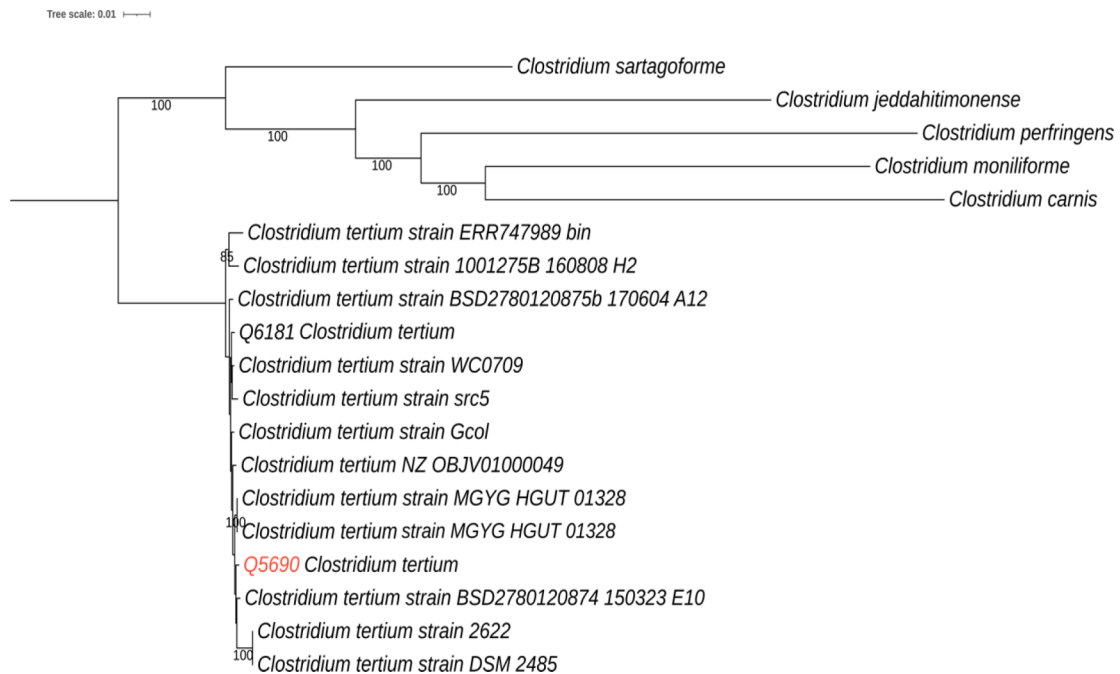 Tree scale: 0.01
Clostridium sartagoforme
100
Clostridium jeddahitimonense
100
Clostridium perfringens
100
Clostridium moniliforme
100
Clostridium carnis
Clostridium tertium strain ERR747989 bin
85
Clostridium tertium strain 1001275B 160808 H2
Clostridium tertium strain BSD2780120875b 170604 A12
Q6181 Clostridium tertium
Clostridium tertium strain WC0709
Clostridium tertium strain src5
Clostridium tertium strain Gcol
Clostridium tertium NZ OBJV01000049
Clostridium tertium strain MGYG HGUT 01328
100
Clostridium tertium strain MGYG HGUT 01328
Q5690 Clostridium tertium
Clostridium tertium strain BSD2780120874 150323 E10
Clostridium tertium strain 2622
100
Clostridium tertium strain DSM 2485